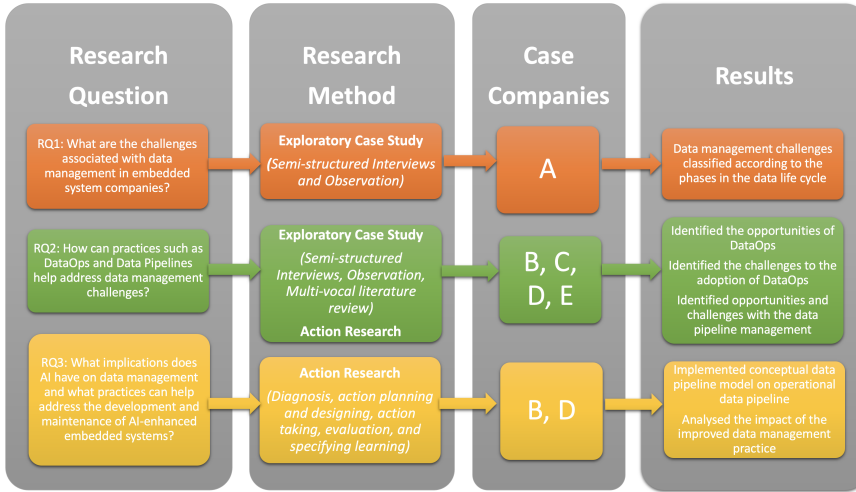 Research
Question
Research
Method
Case
Companies
Results
RQ1: What are the challenges
associated with data
management in embedded
system companies?
Exploratory Case Study
(Semi-structured Interviews
and Observation)
A
Data management challenges
classified according to the
phases in the data life cycle
RQ2: How can practices such as
DataOps and Data Pipelines
help address data management
challenges?
Exploratory Case Study
(Semi-structured
Interviews, Observation,
Multi-vocal literature
review)
Action Research
B, C,
D, E
Identified the opportunities of
DataOps
Identified the challenges to the
adoption of DataOps
Identified opportunities and
challenges with the data
pipeline management
RQ3: What implications does
AI have on data management
and what practices can help
address the development and
maintenance of AI-enhanced
embedded systems?
Action Research
(Diagnosis, action planning
and designing, action
taking, evaluation, and
specifying learning)
B, D
Implemented conceptual data
pipeline model on operational
data pipeline
Analysed the impact of the
improved data management
practice